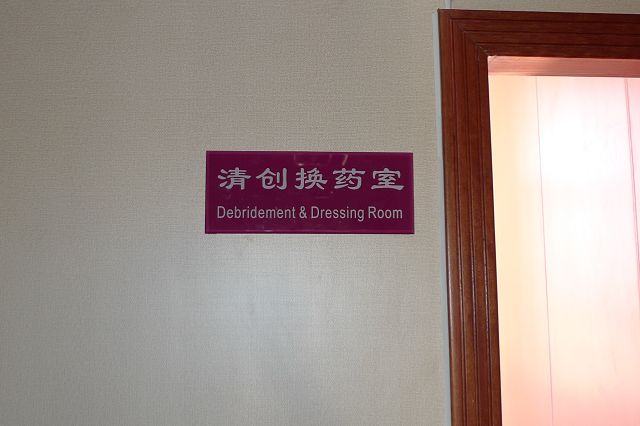 清创换药室
Debridement & Dressing Room